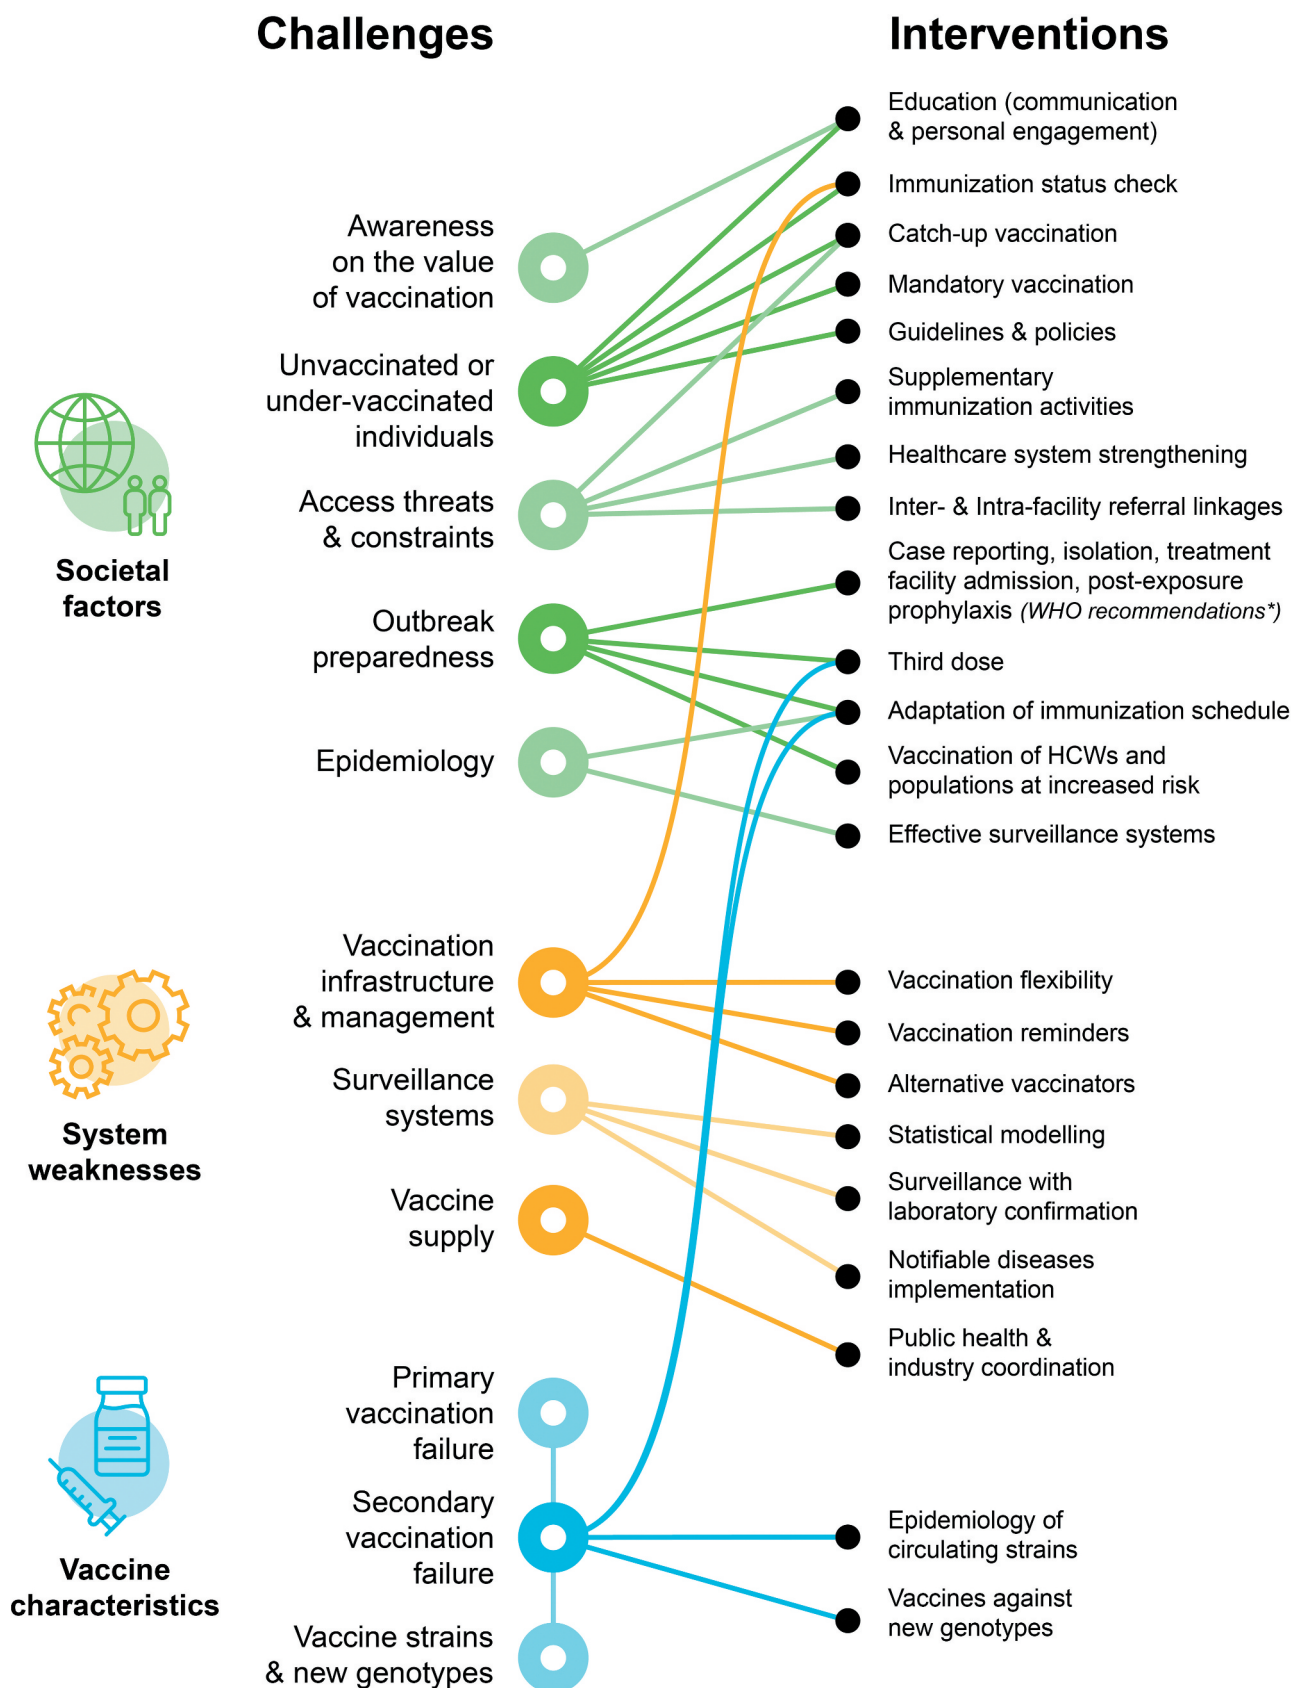 Challenges
Interventions
Societal
factors
Awareness
on the value
of vaccination
Unvaccinated or
under-vaccinated
individuals
Access threats
& constraints
Outbreak
preparedness
Epidemiology
Education (communication
& personal engagement)
Immunization status check
Catch-up vaccination
Mandatory vaccination
Guidelines & policies
Supplementary
immunization activities
Healthcare system strengthening
Inter- & Intra-facility referral linkages
Case reporting, isolation, treatment
facility admission, post-exposure
prophylaxis (WHO recommendations*)
Third dose
Adaptation of immunization schedule
Vaccination of HCWs and
populations at increased risk
Effective surveillance systems
System
weaknesses
Vaccination
infrastructure
& management
Surveillance
systems
Vaccine
supply
Vaccination flexibility
Vaccination reminders
Alternative vaccinators
Statistical modelling
Surveillance with
laboratory confirmation
Notifiable diseases
implementation
Public health &
industry coordination
Vaccine
characteristics
Primary
vaccination
failure
Secondary
vaccination
failure
Vaccine strains
& new genotypes
Epidemiology of
circulating strains
Vaccines against
new genotypes